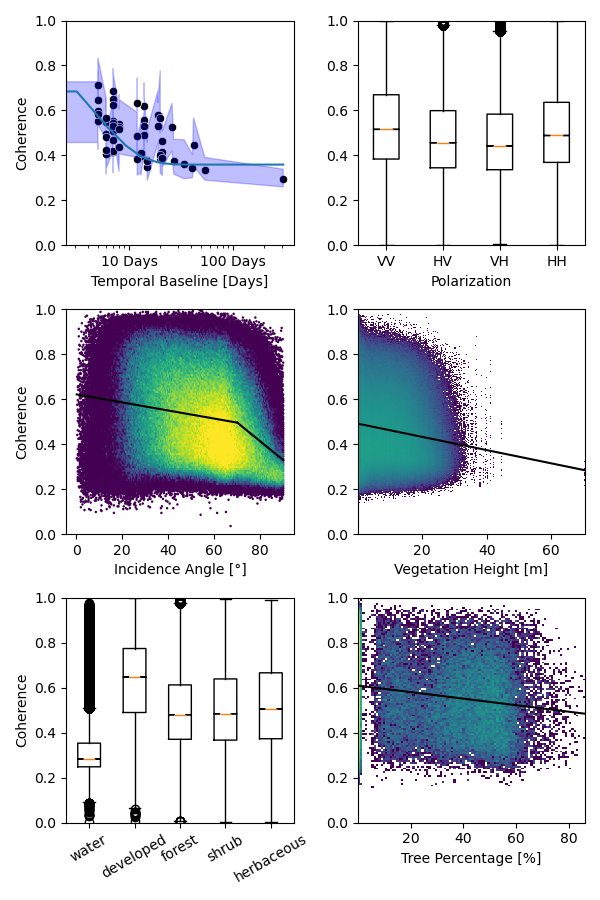 1.0
0.8
0.6
0.4
0.2
0.0
Coherence
10 Days 100 Days
Temporal Baseline [Days]
1.0
0.8
0.6
0.4
0.2
0.0
VV HV VH HH
Polarization
1.0
0.8
0.6
0.4
0.2
0.0
Coherence
0 20 40 60 80
Incidence Angle [°]
1.0
0.8
0.6
0.4
0.2
0.0
20 40 60
Vegetation Height [m]
1.0
0.8
0.6
0.4
0.2
0.0
Coherence
water developed forest shrub herbaceous
1.0
0.8
0.6
0.4
0.2
0.0
20 40 60 80
Tree Percentage [%]